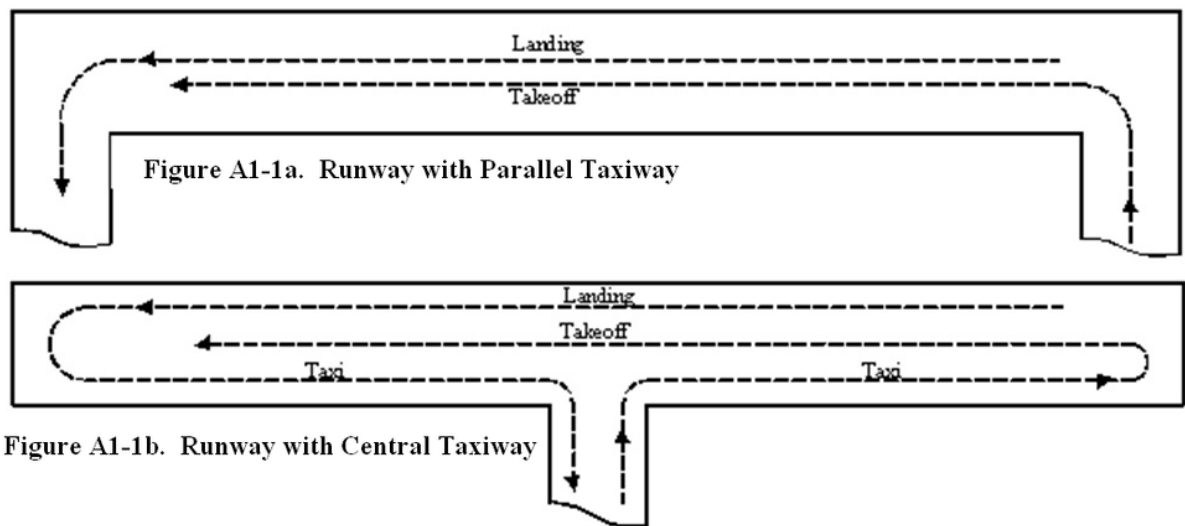 Landing
Takeoff
Figure A1-1a. Runway with Parallel Taxiway
Landing
Takeoff
Taxi Taxi
Figure A1-1b. Runway with Central Taxiway